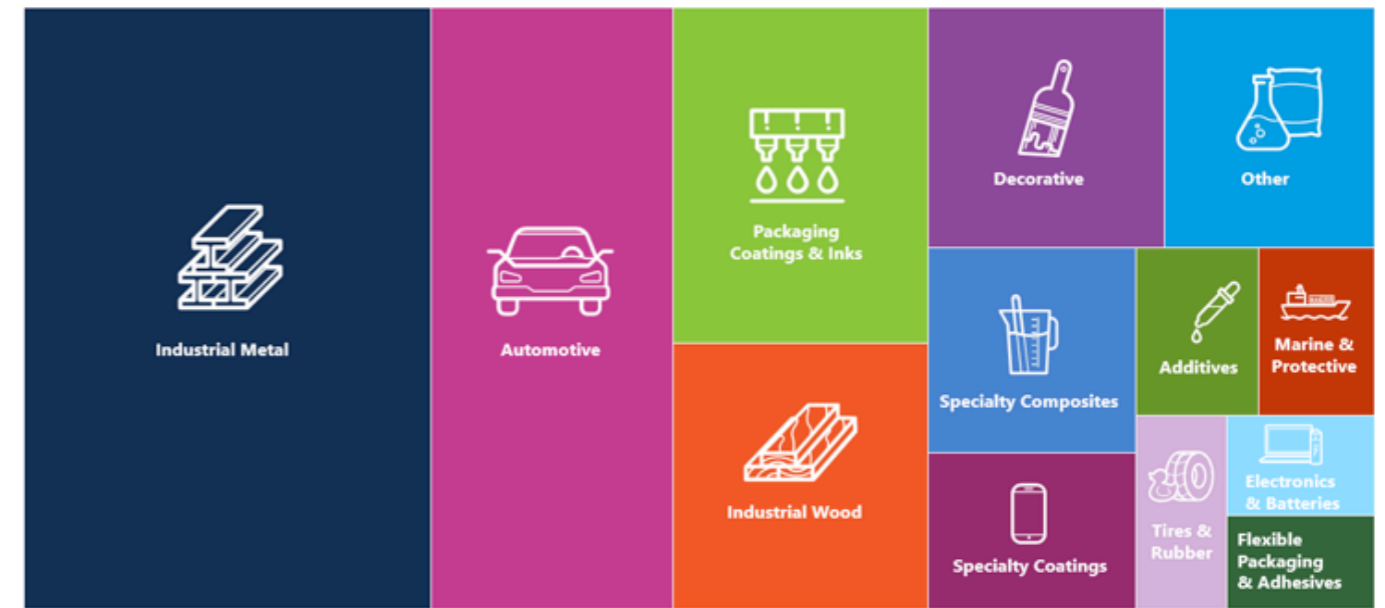 Industrial Metal
Automotive
Packaging
Coatings & Inks
Industrial Wood
Decorative
Other
Specialty Composites
Specialty Coatings
Additives
Marine &
Protective
Tires &
Rubber
Electronics
& Batteries
Flexible
Packaging
& Adhesives